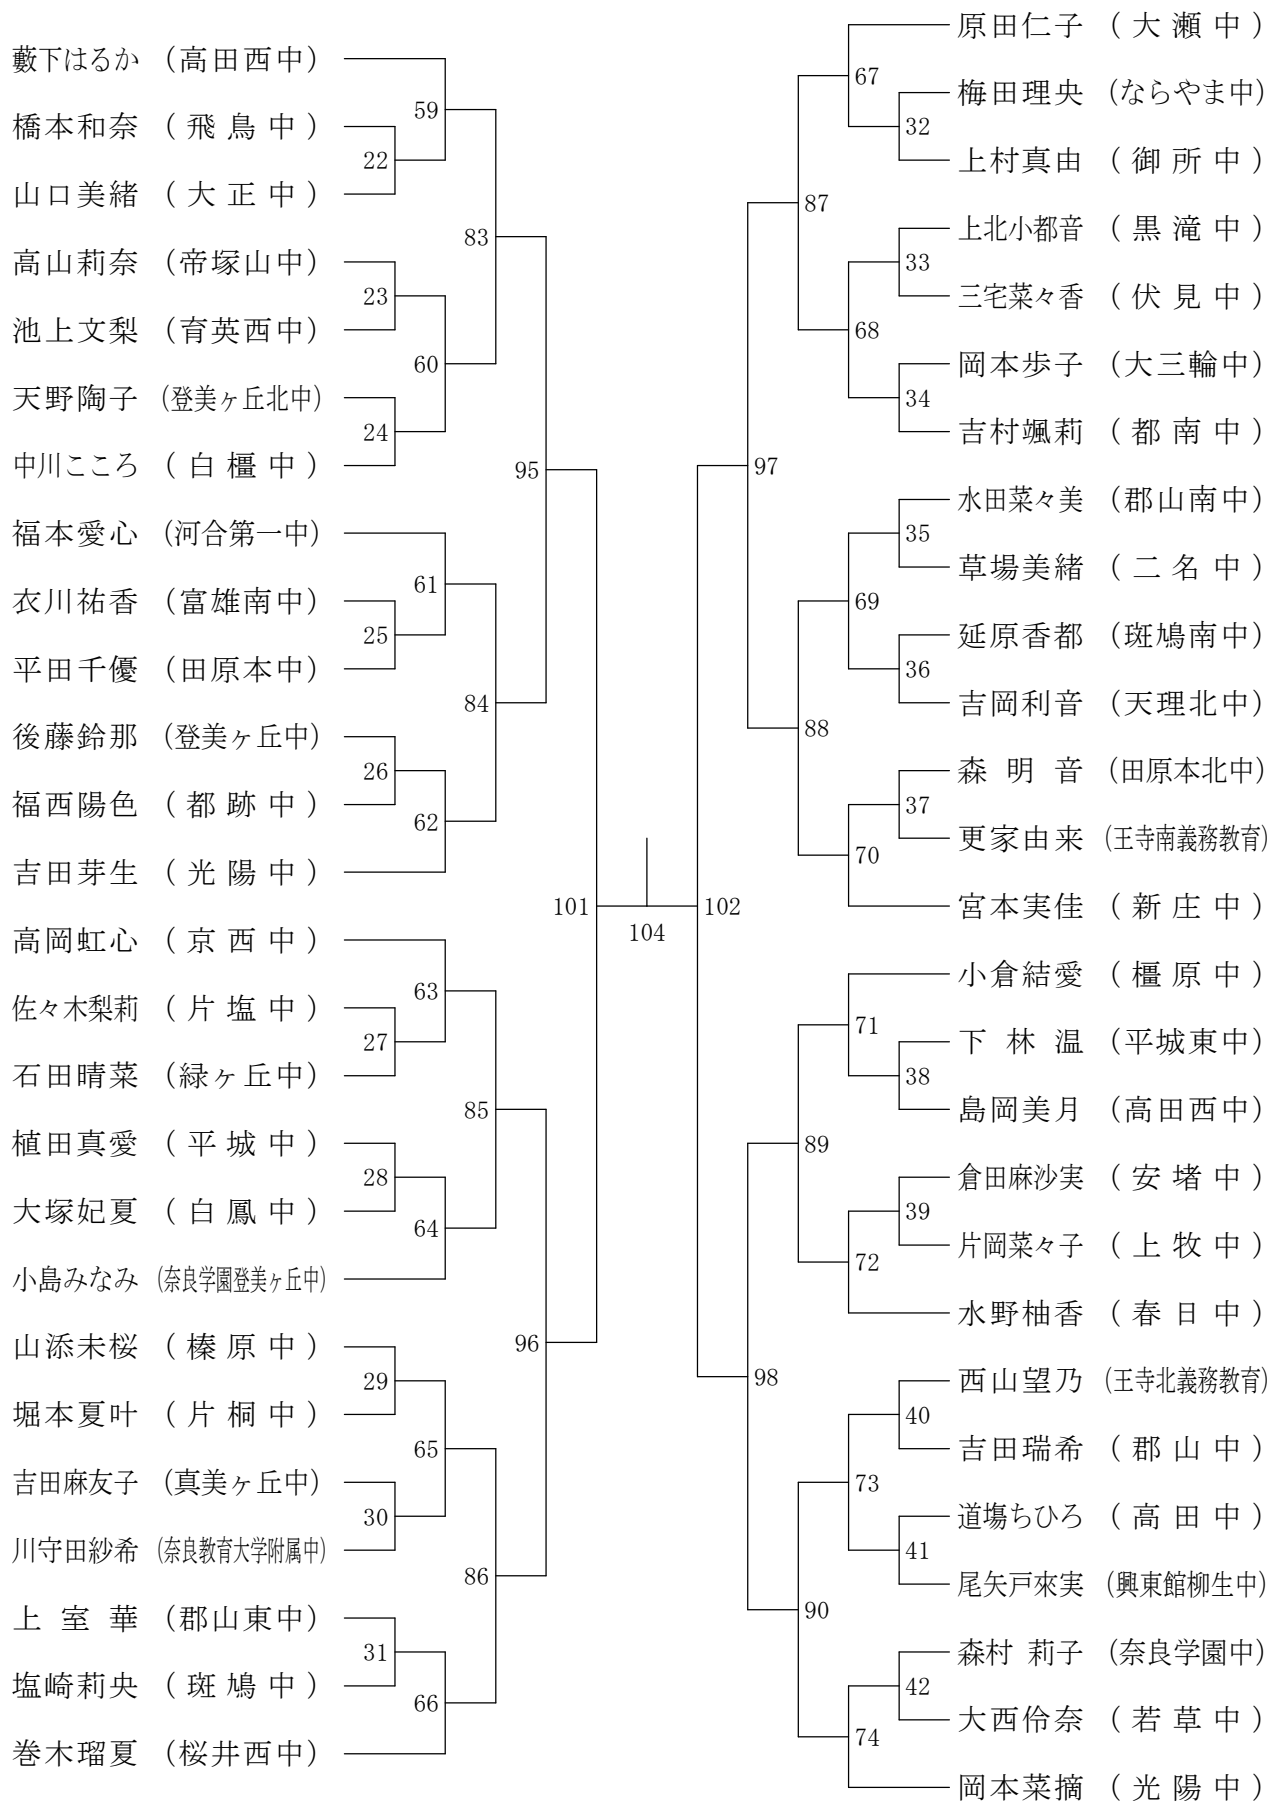 藪下はるか (高田西中)
橋本和奈 (飛鳥中)
山口美緒 (大正中)
高山莉奈 (帝塚山中)
池上文梨 (育英西中)
天野陶子 (登美ヶ丘北中)
中川こころ (白橿中)
福本愛心 (河合第一中)
衣川祐香 (富雄南中)
平田千優 (田原本中)
後藤鈴那 (登美ヶ丘中)
福西陽色 (都跡中)
吉田芽生 (光陽中)
高岡虹心 (京西中)
佐々木梨莉 (片塩中)
石田晴菜 (緑ヶ丘中)
植田真愛 (平城中)
大塚妃夏 (白鳳中)
小島みなみ (奈良学園登美ヶ丘中)
山添未桜 (榛原中)
堀本夏叶 (片桐中)
吉田麻友子 (真美ヶ丘中)
川守田紗希 (奈良教育大学附属中)
上室華 (郡山東中)
塩崎莉央 (斑鳩中)
巻木瑠夏 (桜井西中)
22
23
24
25
26
27
28
29
30
31
59
60
61
62
63
64
65
66
83
84
85
86
95
96
101
104
102
97
98
87
88
89
90
67
68
69
70
71
72
73
74
32
33
34
35
36
37
38
39
40
41
42
原田仁子 (大瀬中)
梅田理央 (ならやま中)
上村真由 (御所中)
上北小都音 (黒滝中)
三宅菜々香 (伏見中)
岡本歩子 (大三輪中)
吉村颯莉 (都南中)
水田菜々美 (郡山南中)
草場美緒 (二名中)
延原香都 (斑鳩南中)
吉岡利音 (天理北中)
森明音 (田原本北中)
更家由来 (王寺南義務教育)
宮本実佳 (新庄中)
小倉結愛 (橿原中)
下林温 (平城東中)
島岡美月 (高田西中)
倉田麻沙実 (安堵中)
片岡菜々子 (上牧中)
水野柚香 (春日中)
西山望乃 (王寺北義務教育)
吉田瑞希 (郡山中)
道塲ちひろ (高田中)
尾矢戸來実 (興東館柳生中)
森村 莉子 (奈良学園中)
大西伶奈 (若草中)
岡本菜摘 (光陽中)